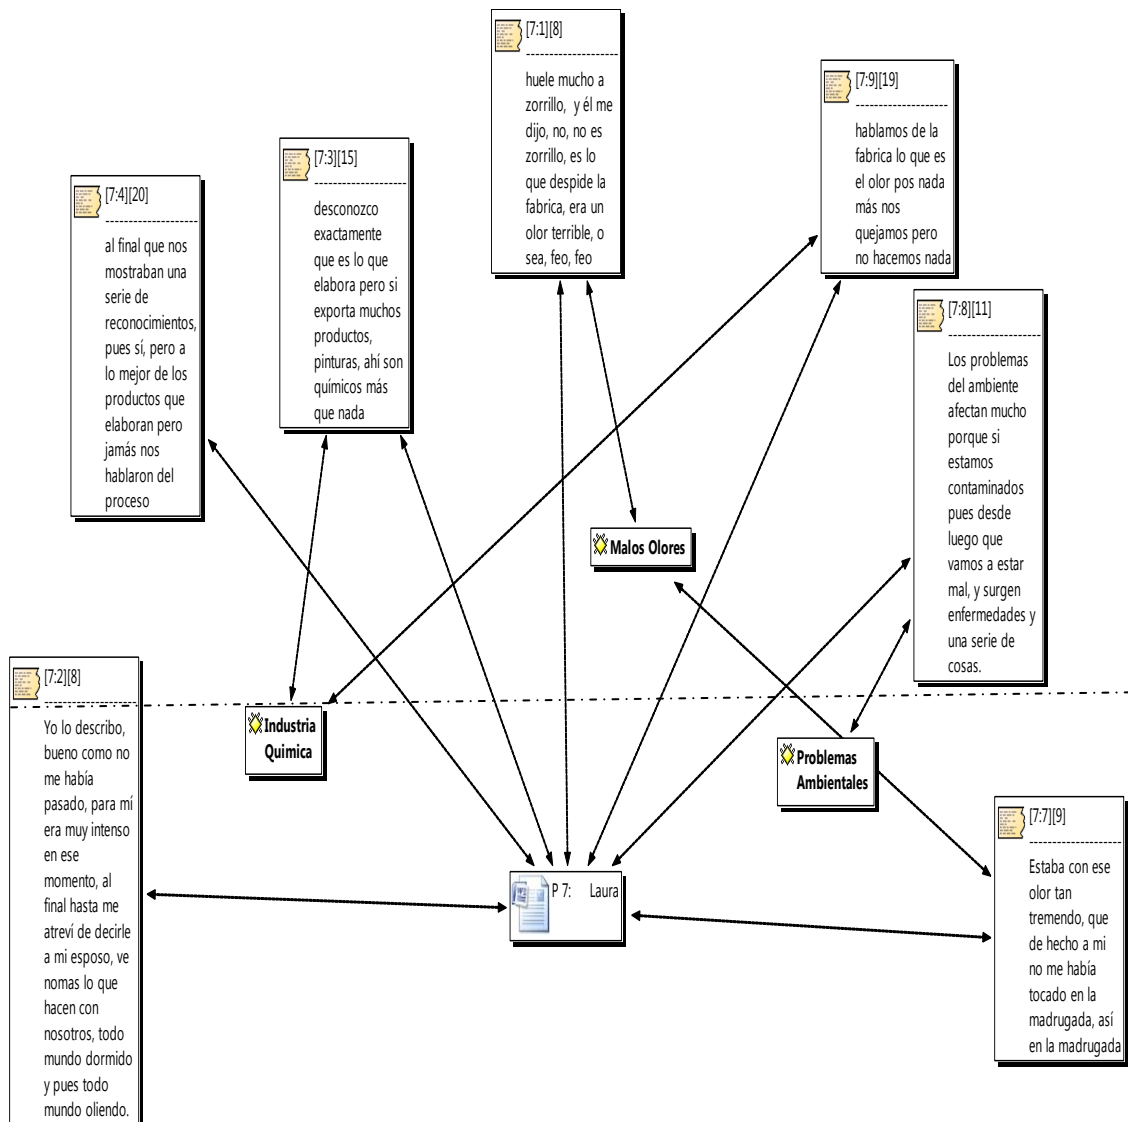 [7:1][8]
huele mucho a
zorrillo,  y él me
dijo, no, no es
zorrillo, es lo
que despide la
fabrica, era un
olor terrible, o
sea, feo, feo
[7:9][19]
hablamos de la
fabrica lo que es
el olor pos nada
más nos
quejamos pero
no hacemos nada
[7:3][15]
desconozco
exactamente
que es lo que
elabora pero si
exporta muchos
productos,
pinturas, ahí son
químicos más
que nada
[7:4][20]
al final que nos
mostraban una
serie de
reconocimientos,
pues sí, pero a
lo mejor de los
productos que
elaboran pero
jamás nos
hablaron del
proceso
[7:8][11]
Los problemas
del ambiente
afectan mucho
porque si
estamos
contaminados
pues desde
luego que
vamos a estar
mal, y surgen
enfermedades y
una serie de
cosas.
Malos Olores
[7:2][8]
Yo lo describo,
bueno como no
me había
pasado, para mí
era muy intenso
en ese
momento, al
final hasta me
atreví de decirle
a mi esposo, ve
nomas lo que
hacen con
nosotros, todo
mundo dormido
y pues todo
mundo oliendo.
Industria
Quimica
Problemas
Ambientales
[7:7][9]
Estaba con ese
olor tan
tremendo, que
de hecho a mi
no me había
tocado en la
madrugada, así
en la madrugada
P 7: Laura